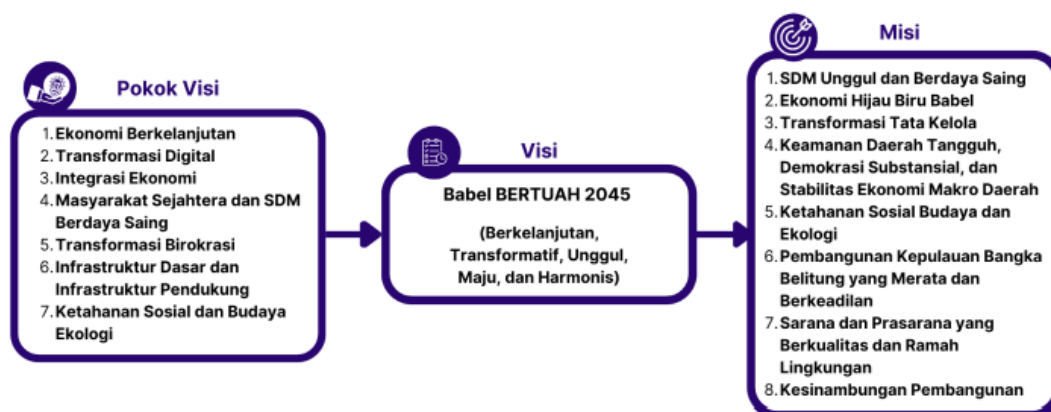 Pokok Visi
1. Ekonomi Berkelanjutan
2. Transformasi Digital
3. Integrasi Ekonomi
4. Masyarakat Sejahtera dan SDM
Berdaya Saing
5. Transformasi Birokrasi
6. Infrastruktur Dasar dan
Infrastruktur Pendukung
7. Ketahanan Sosial dan Budaya
Ekologi
Visi
Babel BERTUAH 2045
(Berkelanjutan,
Transformatif, Unggul,
Maju, dan Harmonis)
Misi
1. SDM Unggul dan Berdaya Saing
2. Ekonomi Hijau Biru Babel
3. Transformasi Tata Kelola
4. Keamanan Daerah Tangguh,
Demokrasi Substansial, dan
Stabilitas Ekonomi Makro Daerah
5. Ketahanan Sosial Budaya dan
Ekologi
6. Pembangunan Kepulauan Bangka
Belitung yang Merata dan
Berkeadilan
7. Sarana dan Prasarana yang
Berkualitas dan Ramah
Lingkungan
8. Kesinambungan Pembangunan